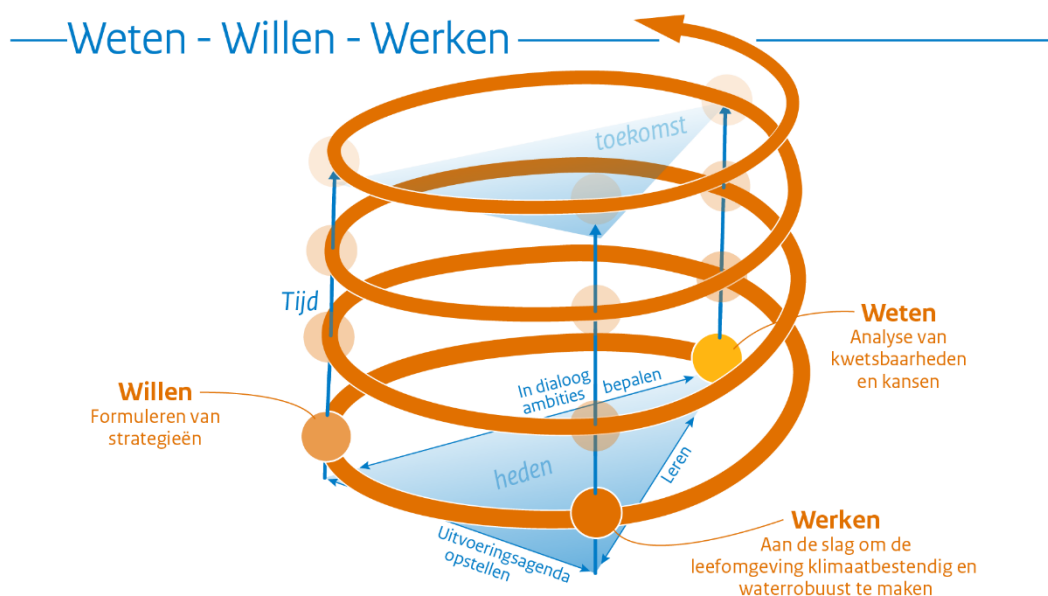 Weten - Willen - Werken
toekomst
Tijd
Weten
Analyse van
kwetsbaarheden
en kansen
In dialoog
ambities bepalen
Willen
Formuleren van
strategieën
heden
Leren
Uitvoeringsagenda
opstellen
Werken
Aan de slag om de
leefomgeving klimaatbestendig en
waterrobuust te maken